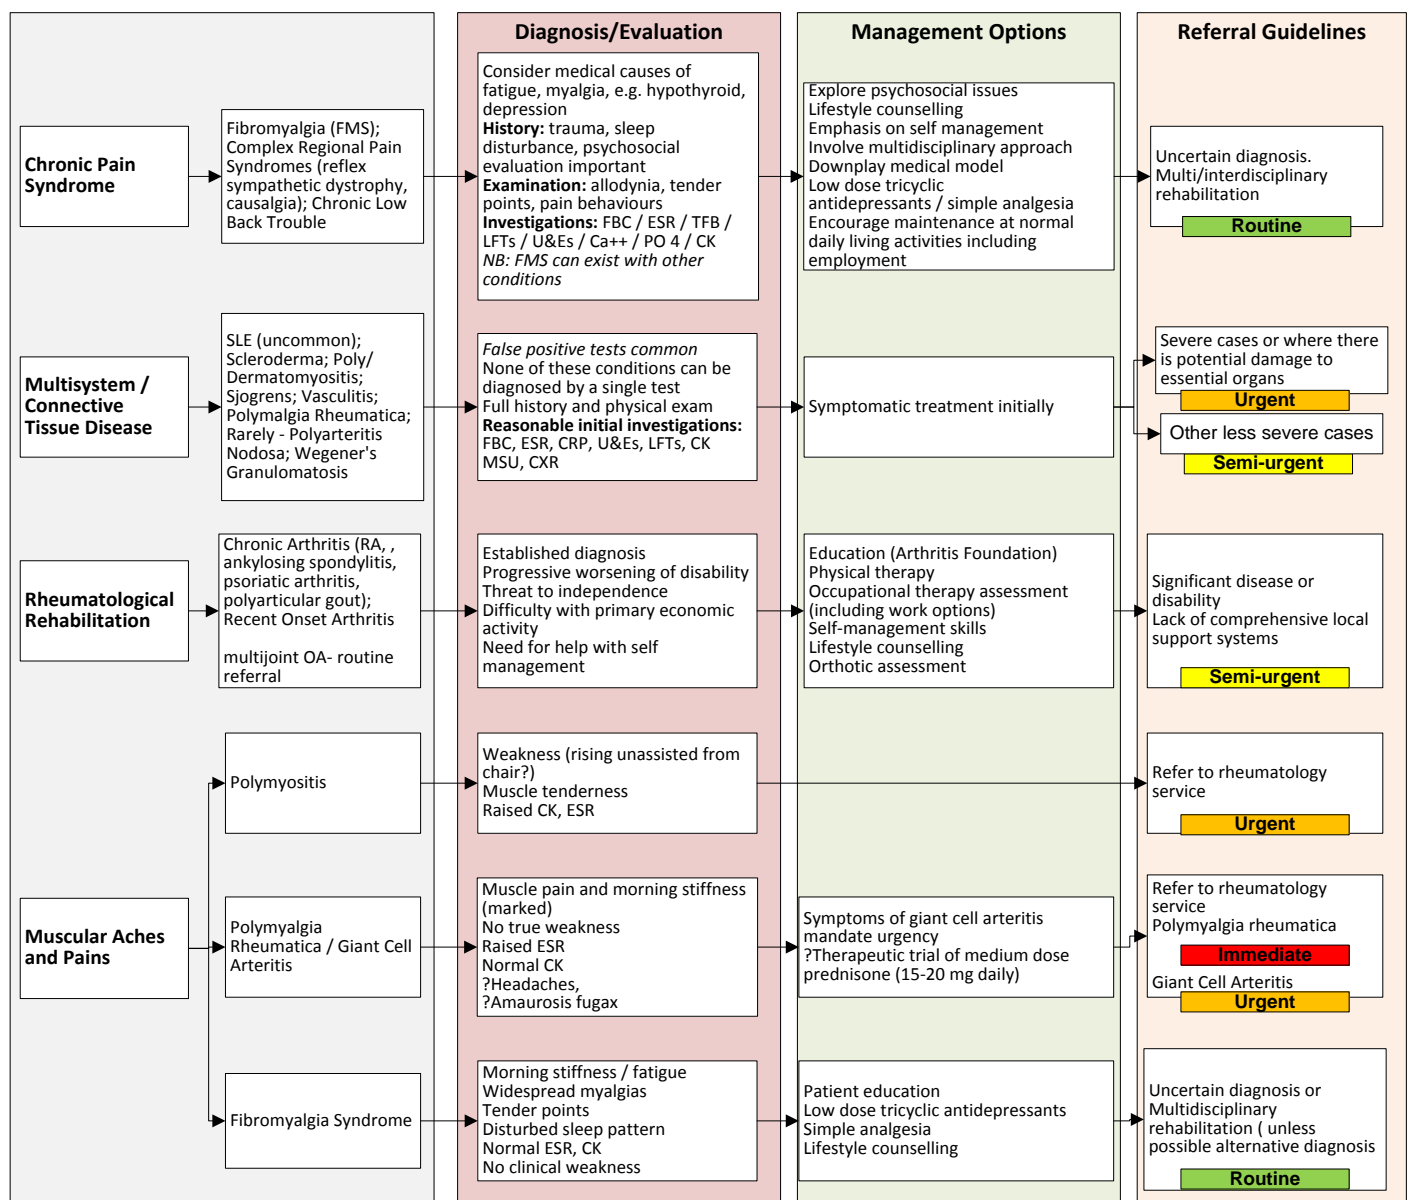 Diagnosis/Evaluation
Management Options
Referral Guidelines
Chronic Pain
Syndrome
Fibromyalgia (FMS);
Complex Regional Pain
Syndromes (reflex
sympathetic dystrophy,
causalgia); Chronic Low
Back Trouble
Consider medical causes of
fatigue, myalgia, e.g. hypothyroid,
depression
History: trauma, sleep
disturbance, psychosocial
evaluation important
Examination: allodynia, tender
points, pain behaviours
Investigations: FBC / ESR / TFB /
LFTs / U&Es / Ca++ / PO 4 / CK
NB: FMS can exist with other
conditions
Explore psychosocial issues
Lifestyle counselling
Emphasis on self management
Involve multidisciplinary approach
Downplay medical model
Low dose tricyclic
antidepressants / simple analgesia
Encourage maintenance at normal
daily living activities including
employment
Uncertain diagnosis.
Multi/interdisciplinary
rehabilitation
Routine
Multisystem /
Connective
Tissue Disease
SLE (uncommon);
Scleroderma; Poly/
Dermatomyositis;
Sjogrens; Vasculitis;
Polymalgia Rheumatica;
Rarely - Polyarteritis
Nodosa; Wegener's
Granulomatosis
False positive tests common
None of these conditions can be
diagnosed by a single test
Full history and physical exam
Reasonable initial investigations:
FBC, ESR, CRP, U&Es, LFTs, CK
MSU, CXR
Symptomatic treatment initially
Severe cases or where there
is potential damage to
essential organs
Urgent
Other less severe cases
Semi-urgent
Rheumatological
Rehabilitation
Chronic Arthritis (RA, ,
ankylosing spondylitis,
psoriatic arthritis,
polyarticular gout);
Recent Onset Arthritis
multijoint OA- routine
referral
Established diagnosis
Progressive worsening of disability
Threat to independence
Difficulty with primary economic
activity
Need for help with self
management
Education (Arthritis Foundation)
Physical therapy
Occupational therapy assessment
(including work options)
Self-management skills
Lifestyle counselling
Orthotic assessment
Significant disease or
disability
Lack of comprehensive local
support systems
Semi-urgent
Muscular Aches
and Pains
Polymyositis
Weakness (rising unassisted from
chair?)
Muscle tenderness
Raised CK, ESR
Refer to rheumatology
service
Urgent
Polymyalgia
Rheumatica / Giant Cell
Arteritis
Muscle pain and morning stiffness
(marked)
No true weakness
Raised ESR
Normal CK
?Headaches,
?Amaurosis fugax
Symptoms of giant cell arteritis
mandate urgency
?Therapeutic trial of medium dose
prednisone (15-20 mg daily)
Refer to rheumatology
service
Polymyalgia rheumatica
Immediate
Giant Cell Arteritis
Urgent
Fibromyalgia Syndrome
Morning stiffness / fatigue
Widespread myalgias
Tender points
Disturbed sleep pattern
Normal ESR, CK
No clinical weakness
Patient education
Low dose tricyclic antidepressants
Simple analgesia
Lifestyle counselling
Uncertain diagnosis or
Multidisciplinary
rehabilitation ( unless
possible alternative diagnosis
Routine